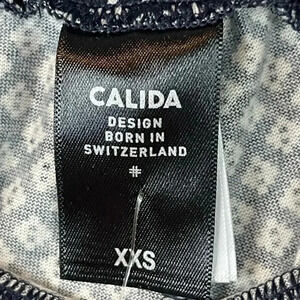 CALIDA
DESIGN
BORN IN
SWITZERLAND
#
XXS